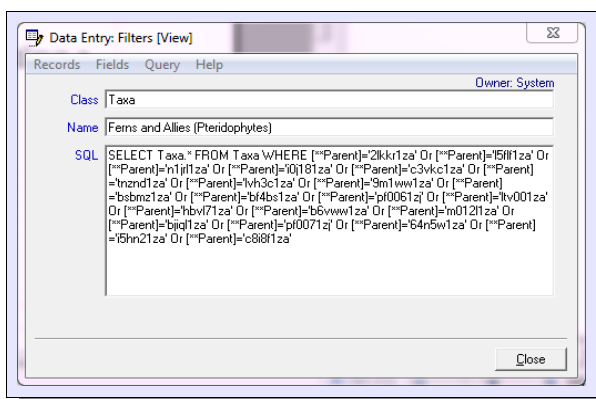 Data Entry: Filters [View]
Records Fields Query Help
Owner: System
Class Taxa
Name Ferns and Allies (Pteridophytes)
SQL SELECT Taxa.* FROM Taxa WHERE [**Parent]='2lkkr1za' Or [**Parent]='l5flf1za' Or
[**Parent]='n1jrl1za' Or [**Parent]='i0j181za' Or [**Parent]='c3vkc1za' Or [**Parent]
='tnznd1za' Or [**Parent]='lvh3c1za' Or [**Parent]='9m1ww1za' Or [**Parent]
='bsbmz1za' Or [**Parent]='bf4bs1za' Or [**Parent]='pf0061zj' Or [**Parent]='ltv001za'
Or [**Parent]='hbvl71za' Or [**Parent]='b6vww1za' Or [**Parent]='m012l1za' Or
[**Parent]='bjiql1za' Or [**Parent]='pf0071zj' Or [**Parent]='64n5w1za' Or [**Parent]
='i5hn21za' Or [**Parent]='c8i8f1za'
Close